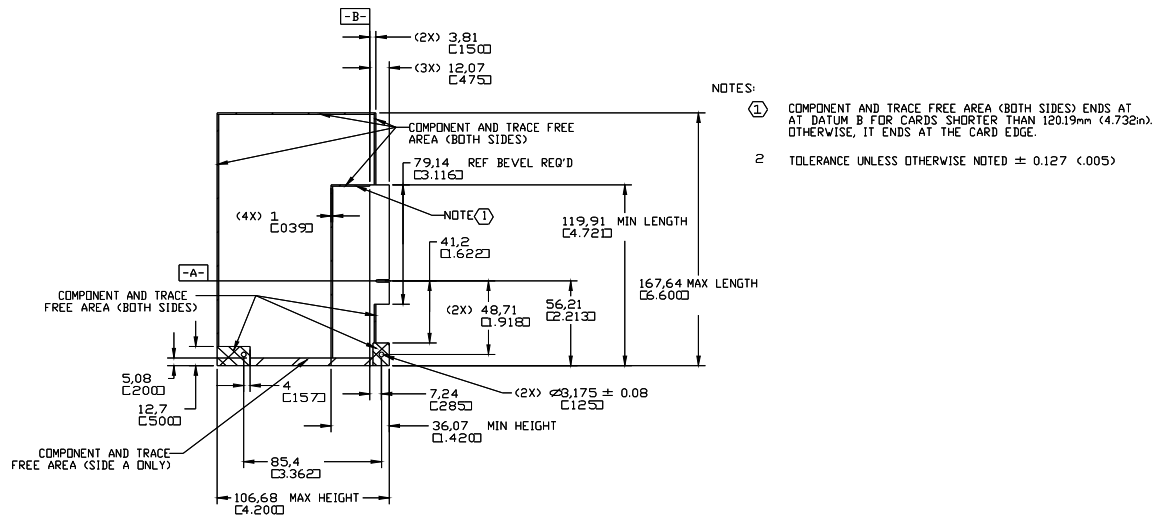 -B-
(2X) 3,81
[150]
(3X) 12,07
[475]
NOTES:
1 COMPONENT AND TRACE FREE AREA (BOTH SIDES) ENDS AT
AT DATUM B FOR CARDS SHORTER THAN 120.19mm (4.732in).
OTHERWISE, IT ENDS AT THE CARD EDGE.
2 TOLERANCE UNLESS OTHERWISE NOTED ± 0.127 (.005)
COMPONENT AND TRACE FREE
AREA (BOTH SIDES)
79,14 REF BEVEL REQ'D
[3.116]
(4X) 1
[039]
NOTE 1
119,91 MIN LENGTH
[4.721]
41,2
[1.622]
-A-
167,64 MAX LENGTH
[6.600]
COMPONENT AND TRACE
FREE AREA (BOTH SIDES)
(2X) 48,71
[1.918]
56,21
[2.213]
5,08
[200]
4
[157]
12,7
[500]
7,24
[285]
(2X) ⌀3,175 ± 0.08
[125]
36,07 MIN HEIGHT
[1.420]
COMPONENT AND TRACE
FREE AREA (SIDE A ONLY)
85,4
[3.362]
106,68 MAX HEIGHT
[4.200]